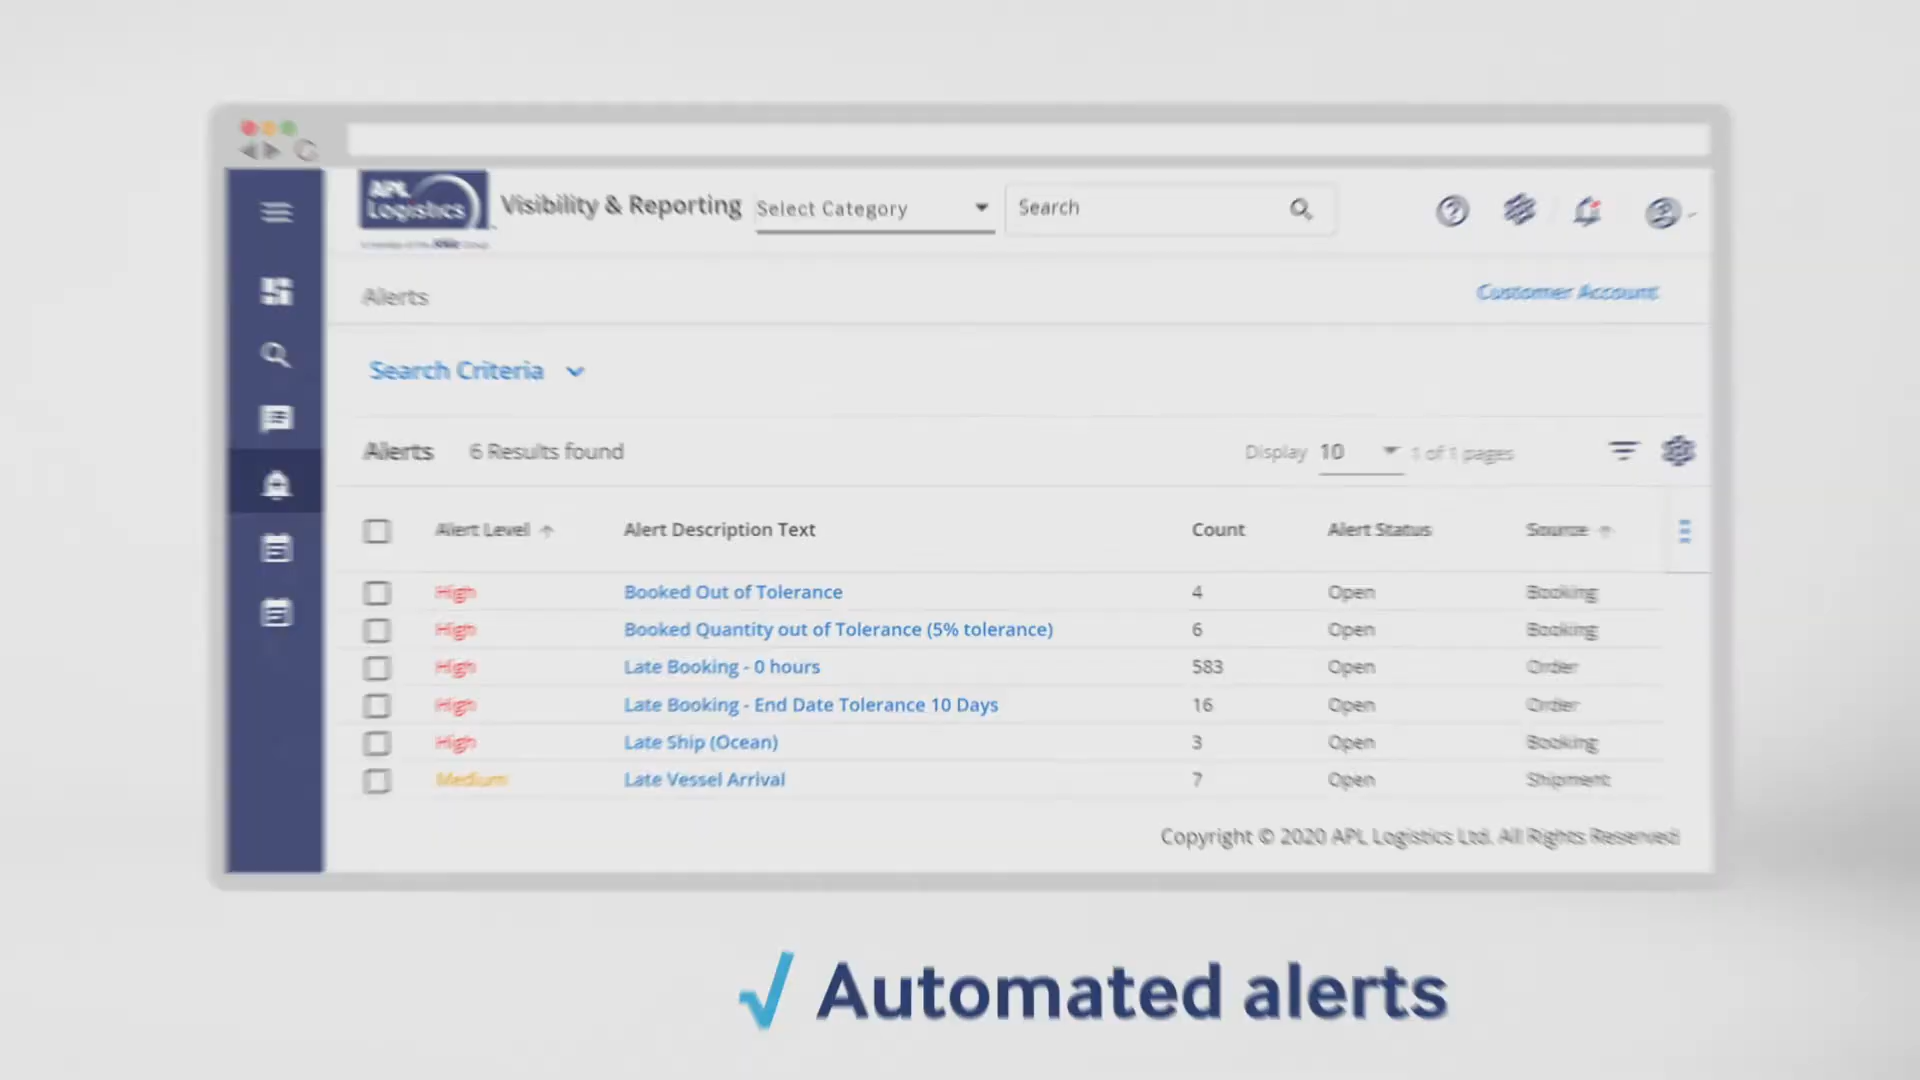 APL
Logistics
Visibility & Reporting
Select Category
Search
Alerts
Customer Account
Search Criteria
Alerts 6 Results found
Display 10 1 of 1 pages
Alert Level Alert Description Text Count Alert Status Source
High Booked Out of Tolerance 4 Open Booking
High Booked Quantity out of Tolerance (5% tolerance) 6 Open Booking
High Late Booking - 0 hours 583 Open Order
High Late Booking - End Date Tolerance 10 Days 16 Open Order
High Late Ship (Ocean) 3 Open Booking
Medium Late Vessel Arrival 7 Open Shipment
Copyright © 2020 APL Logistics Ltd. All Rights Reserved
√ Automated alerts